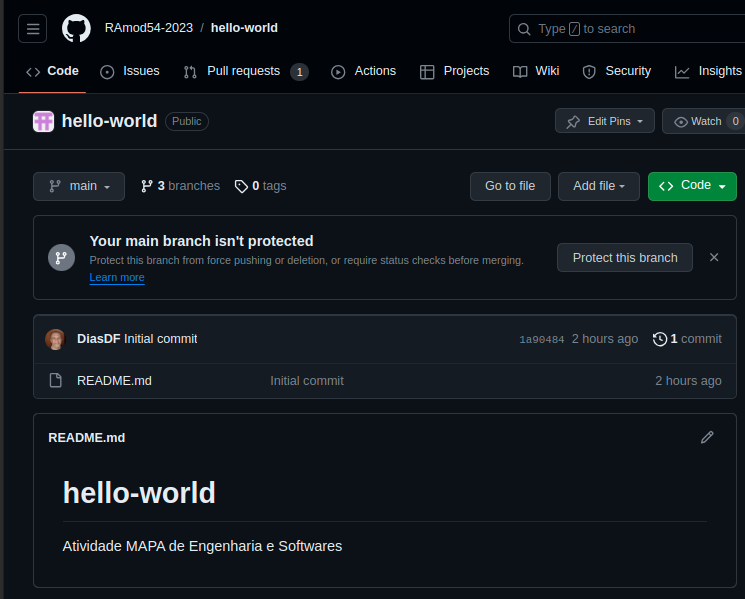 RAmod54-2023 / hello-world
Type / to search
Code Issues Pull requests 1 Actions Projects Wiki Security Insights
hello-world Public
Edit Pins Watch 0
main 3 branches 0 tags Go to file Add file Code
Your main branch isn't protected
Protect this branch from force pushing or deletion, or require status checks before merging.
Learn more
Protect this branch
DiasDF Initial commit 1a90484 2 hours ago 1 commit
README.md Initial commit 2 hours ago
README.md
hello-world
Atividade MAPA de Engenharia e Softwares